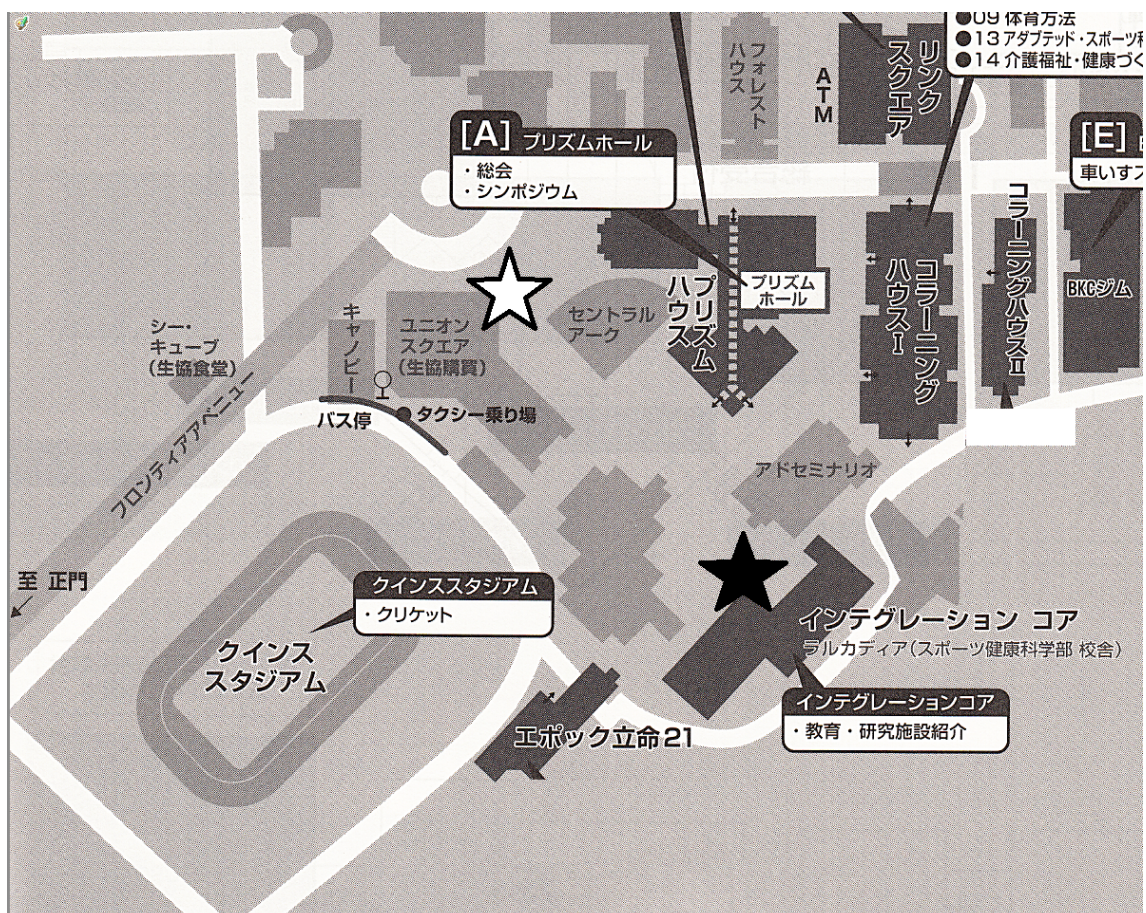 ●09 体育方法
●13 アダプテッド・スポーツ科
●14 介護福祉・健康づく
フォレスト
ハウス
ATM
リンク
スクエア
[A] プリズムホール
・総会
・シンポジウム
[E]
車いすフ
コラーニングハウスⅡ
プリズム
ホール
プリズム
ハウス
コラーニング
ハウスⅠ
BKCジム
シー・
キューブ
(生協食堂)
キャノピー
ユニオン
スクエア
(生協購買)
セントラル
アーク
バス停
タクシー乗り場
フロンティアアベニュー
アドセミナリオ
至 正門
クインススタジアム
・クリケット
クインス
スタジアム
インテグレーション コア
ラルカディア(スポーツ健康科学部 校舎)
インテグレーションコア
・教育・研究施設紹介
エポック立命21